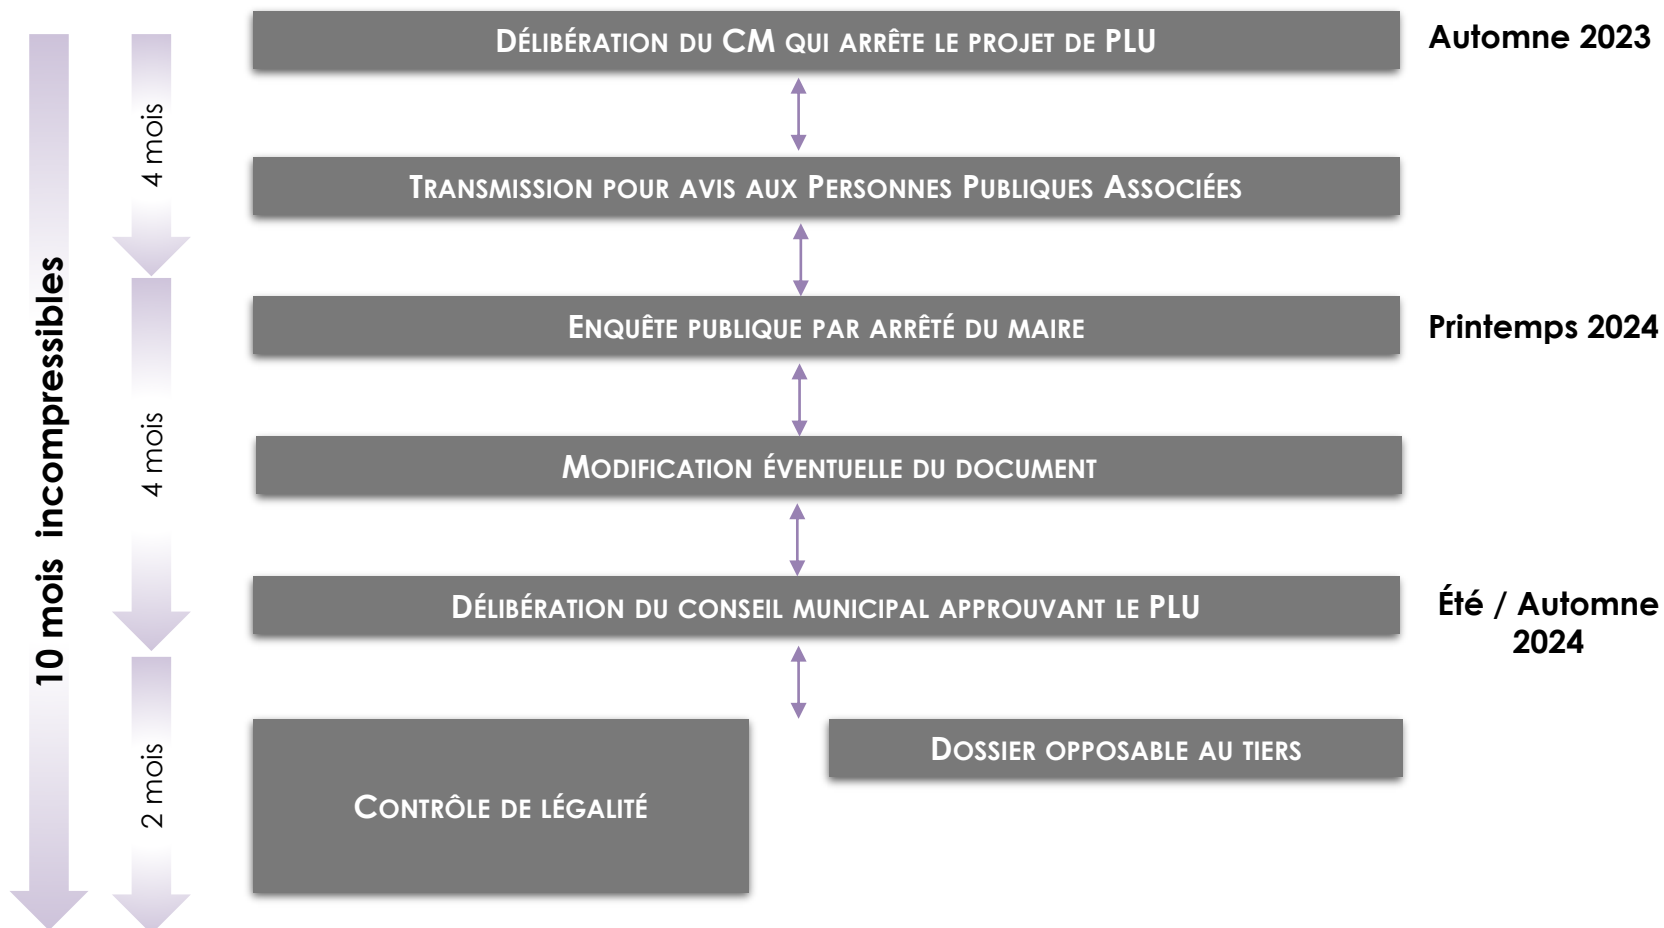 DÉLIBÉRATION DU CM QUI ARRÊTE LE PROJET DE PLU
Automne 2023
4 mois
TRANSMISSION POUR AVIS AUX PERSONNES PUBLIQUES ASSOCIÉES
10 mois incompressibles
ENQUÊTE PUBLIQUE PAR ARRÊTÉ DU MAIRE
Printemps 2024
4 mois
MODIFICATION ÉVENTUELLE DU DOCUMENT
DÉLIBÉRATION DU CONSEIL MUNICIPAL APPROUVANT LE PLU
Été / Automne
2024
2 mois
CONTRÔLE DE LÉGALITÉ
DOSSIER OPPOSABLE AU TIERS